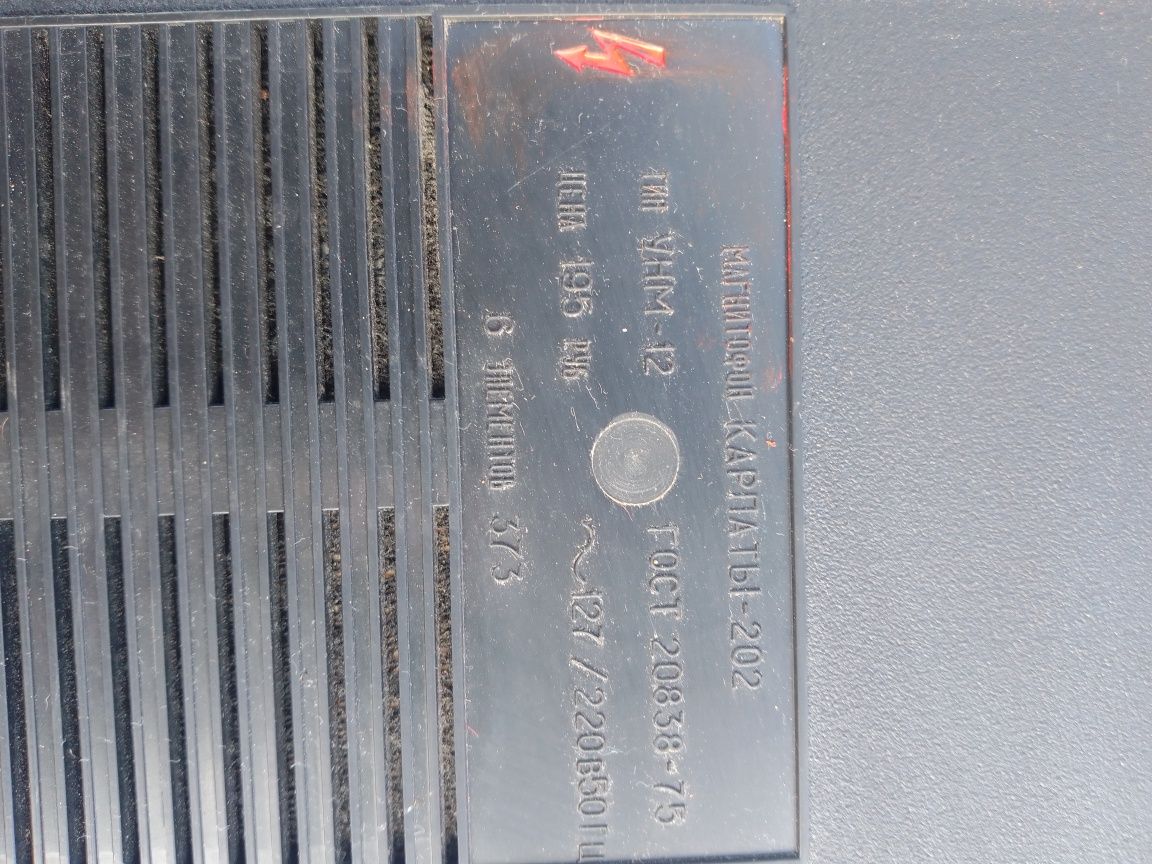 МАГНИТОФОН КАРПАТЫ-202
ТИП УНМ-12 ГОСТ 20838-75
ЦЕНА 195 РУБ ~127/220В50ГЦ
6 ЭЛЕМЕНТОВ 373